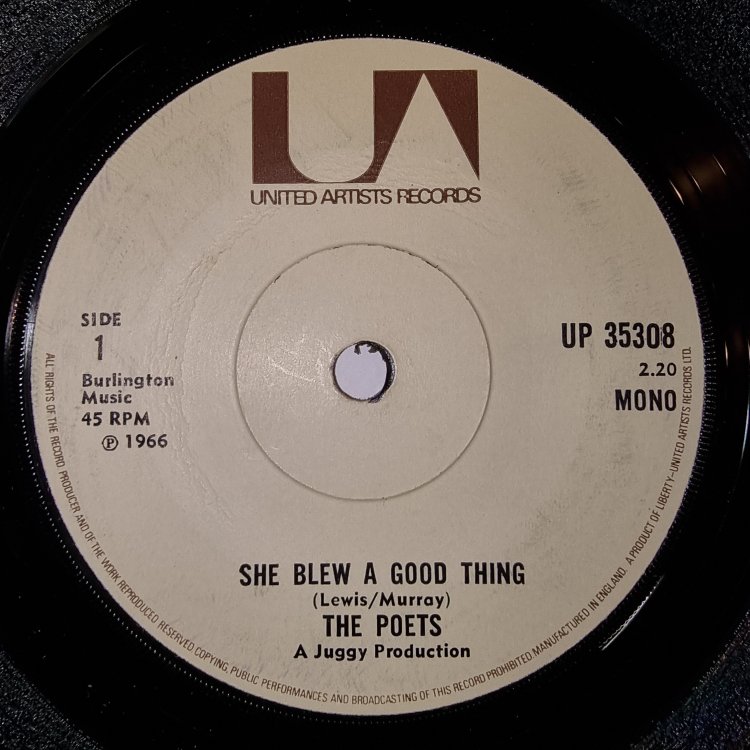 UA
UNITED ARTISTS RECORDS
SIDE
1
Burlington
Music
45 RPM
℗ 1966
UP 35308
2.20
MONO
SHE BLEW A GOOD THING
(Lewis/Murray)
THE POETS
A Juggy Production
ALL RIGHTS OF THE RECORD PRODUCER AND OF THE WORK REPRODUCED RESERVED COPYING, PUBLIC PERFORMANCES AND BROADCASTING OF THIS RECORD PROHIBITED. MANUFACTURED IN ENGLAND. A PRODUCT OF LIBERTY-UNITED ARTISTS RECORDS LTD.